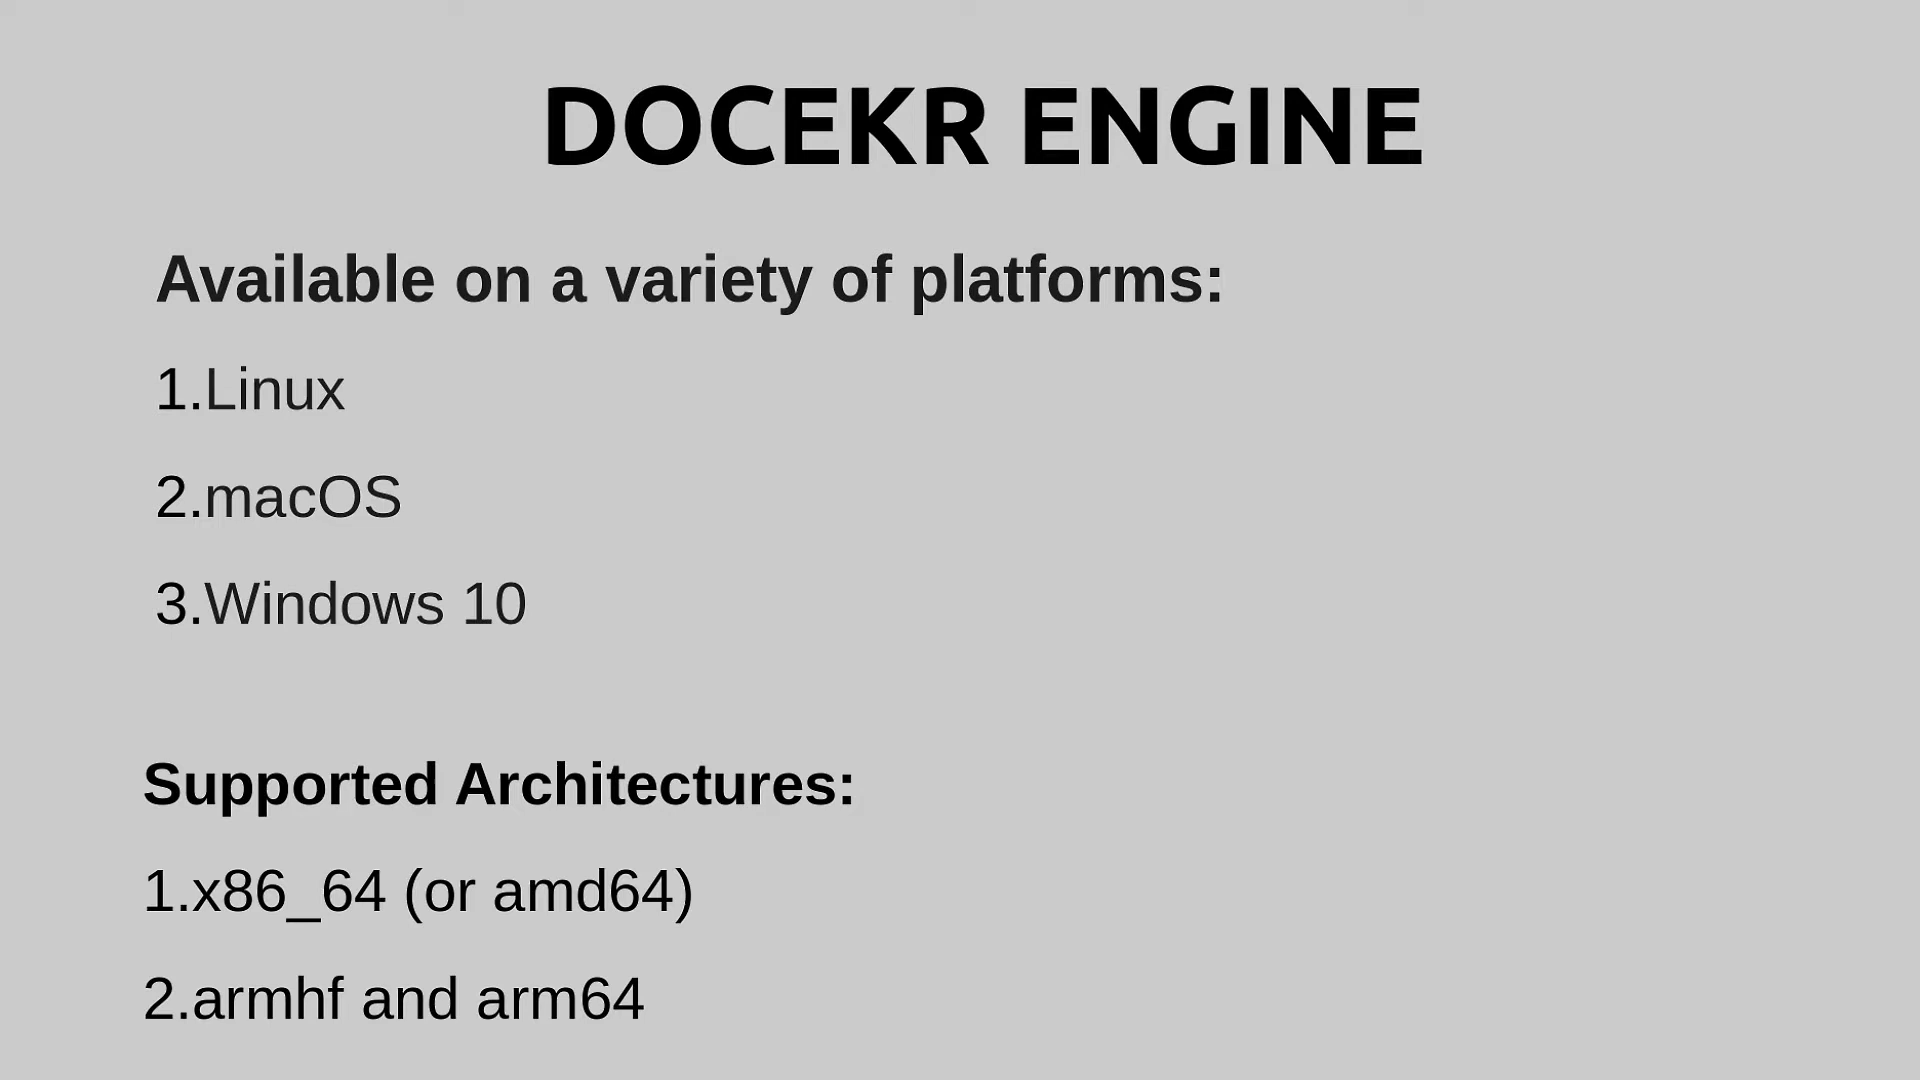 DOCEKR ENGINE
Available on a variety of platforms:
1.Linux
2.macOS
3.Windows 10
Supported Architectures:
1.x86_64 (or amd64)
2.armhf and arm64